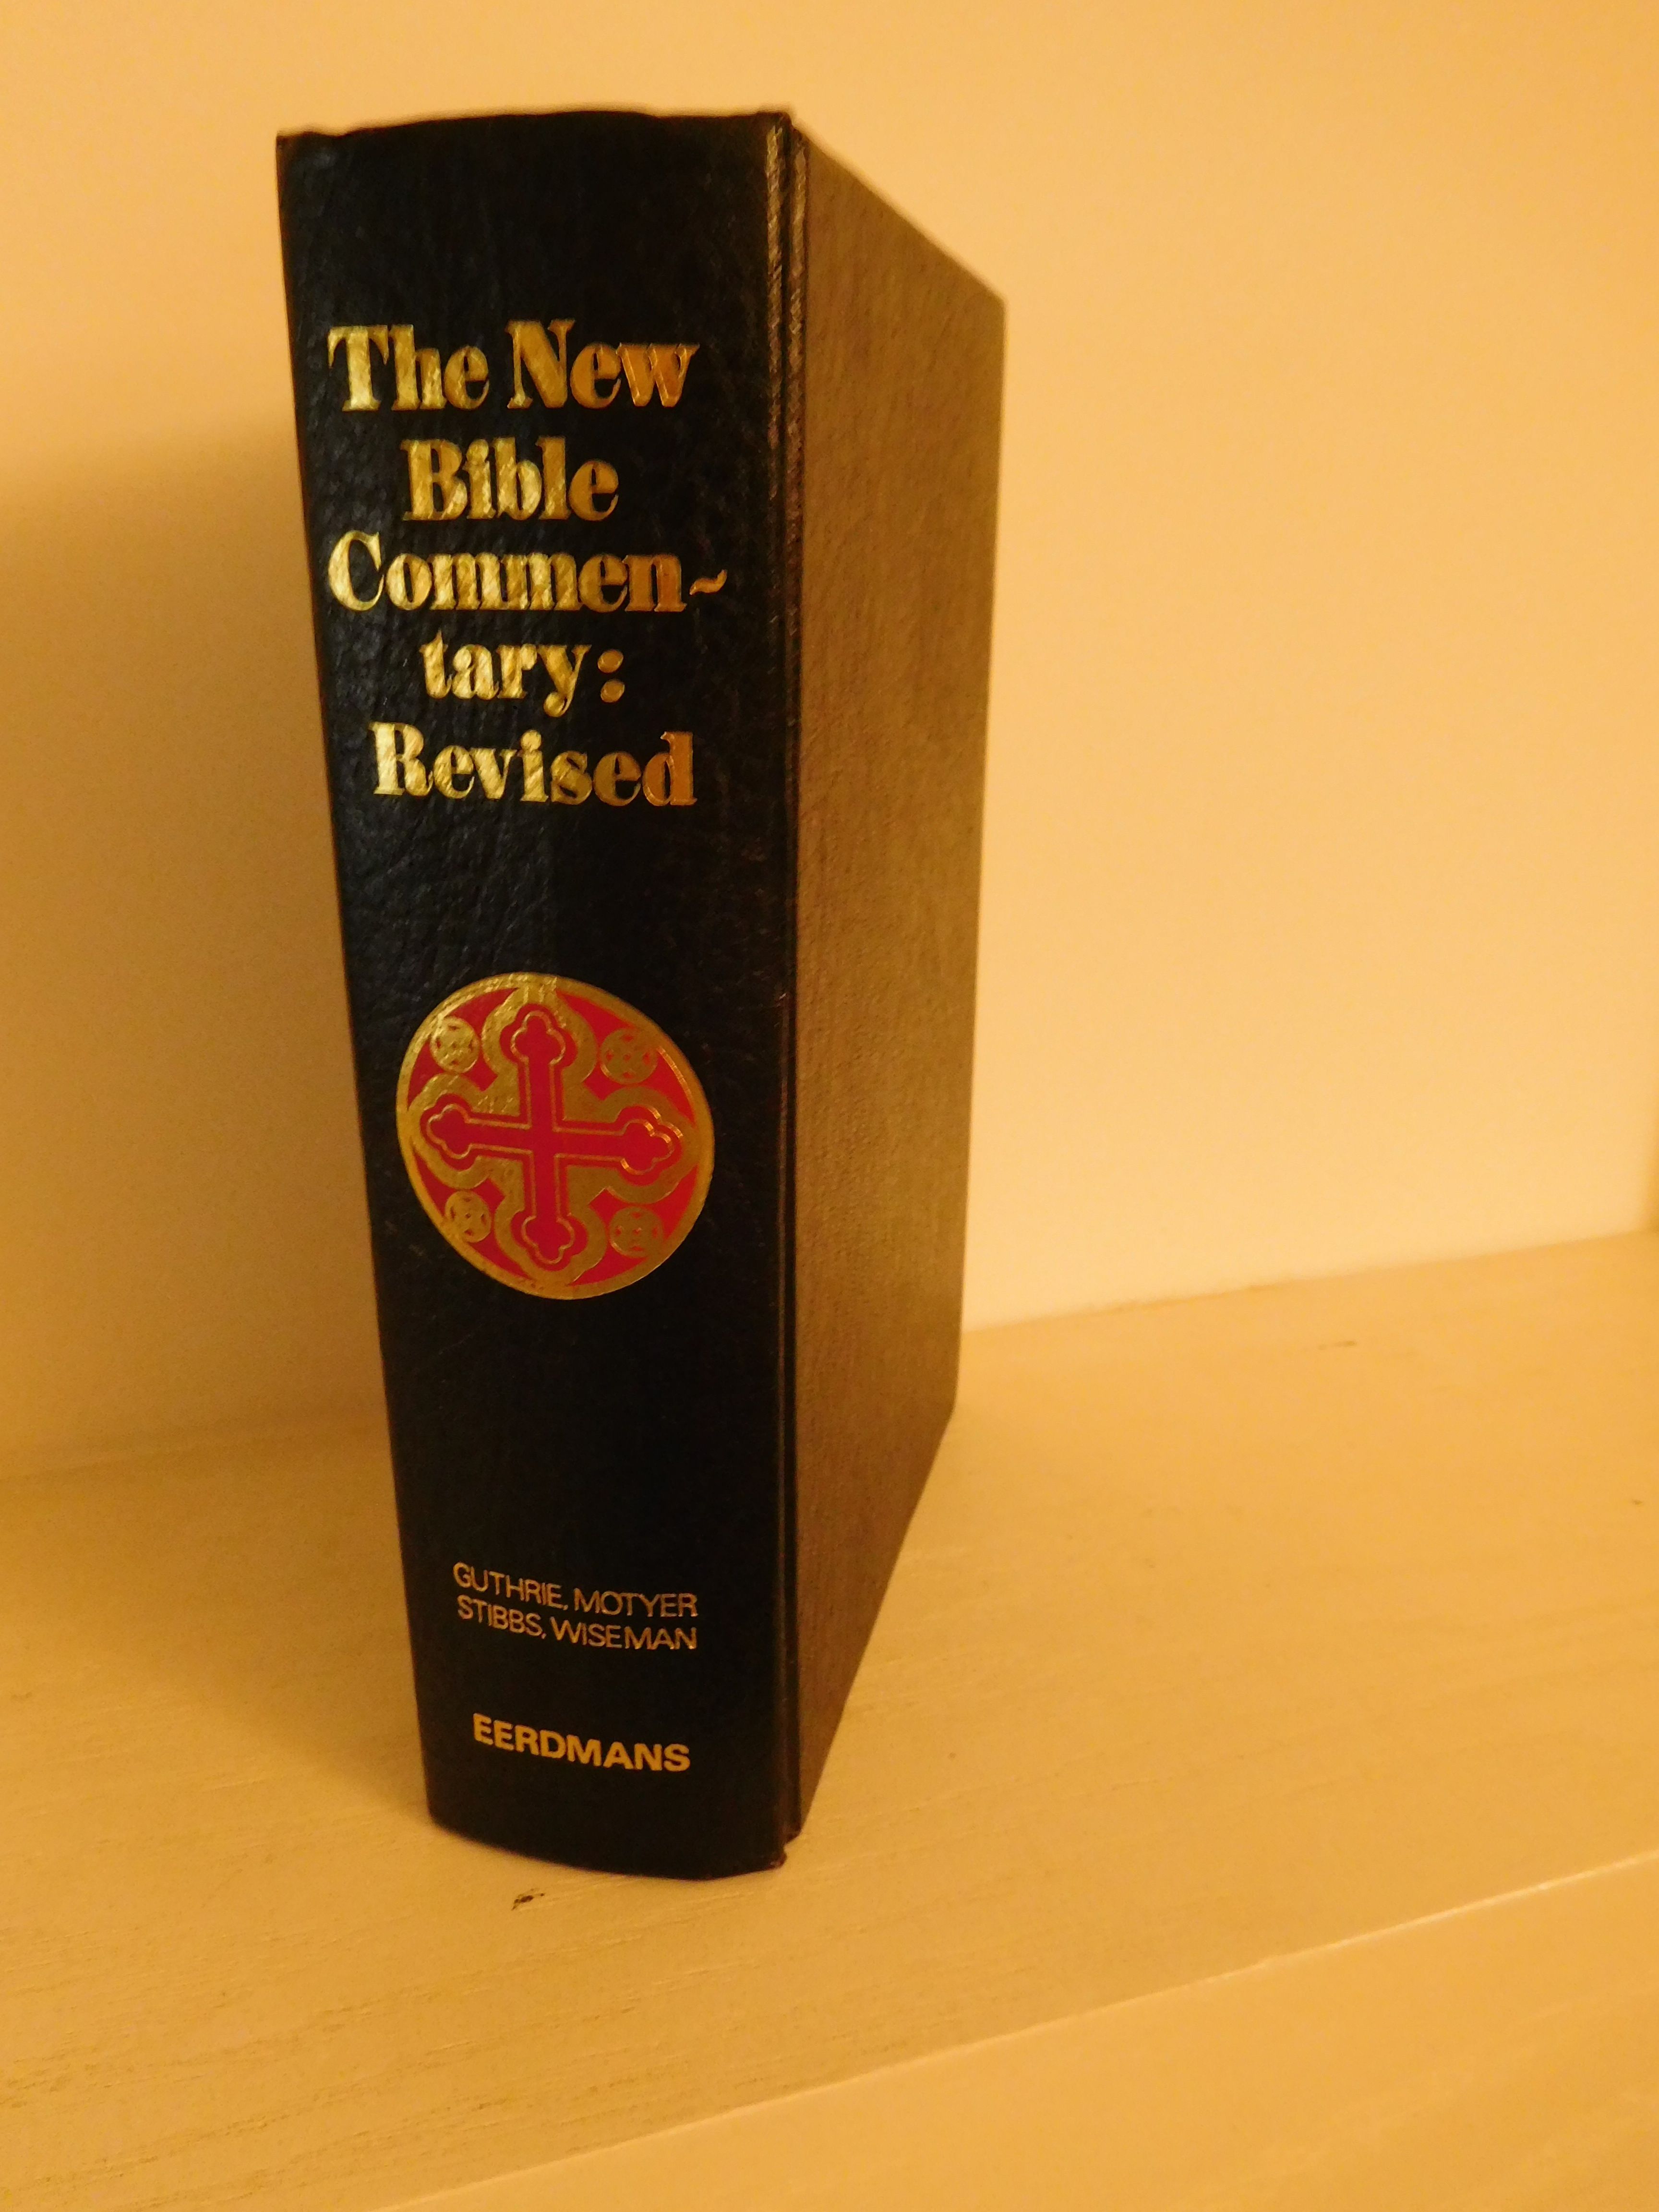 The New
Bible
Commen~
tary:
Revised
GUTHRIE, MOTYER
STIBBS, WISEMAN
EERDMANS